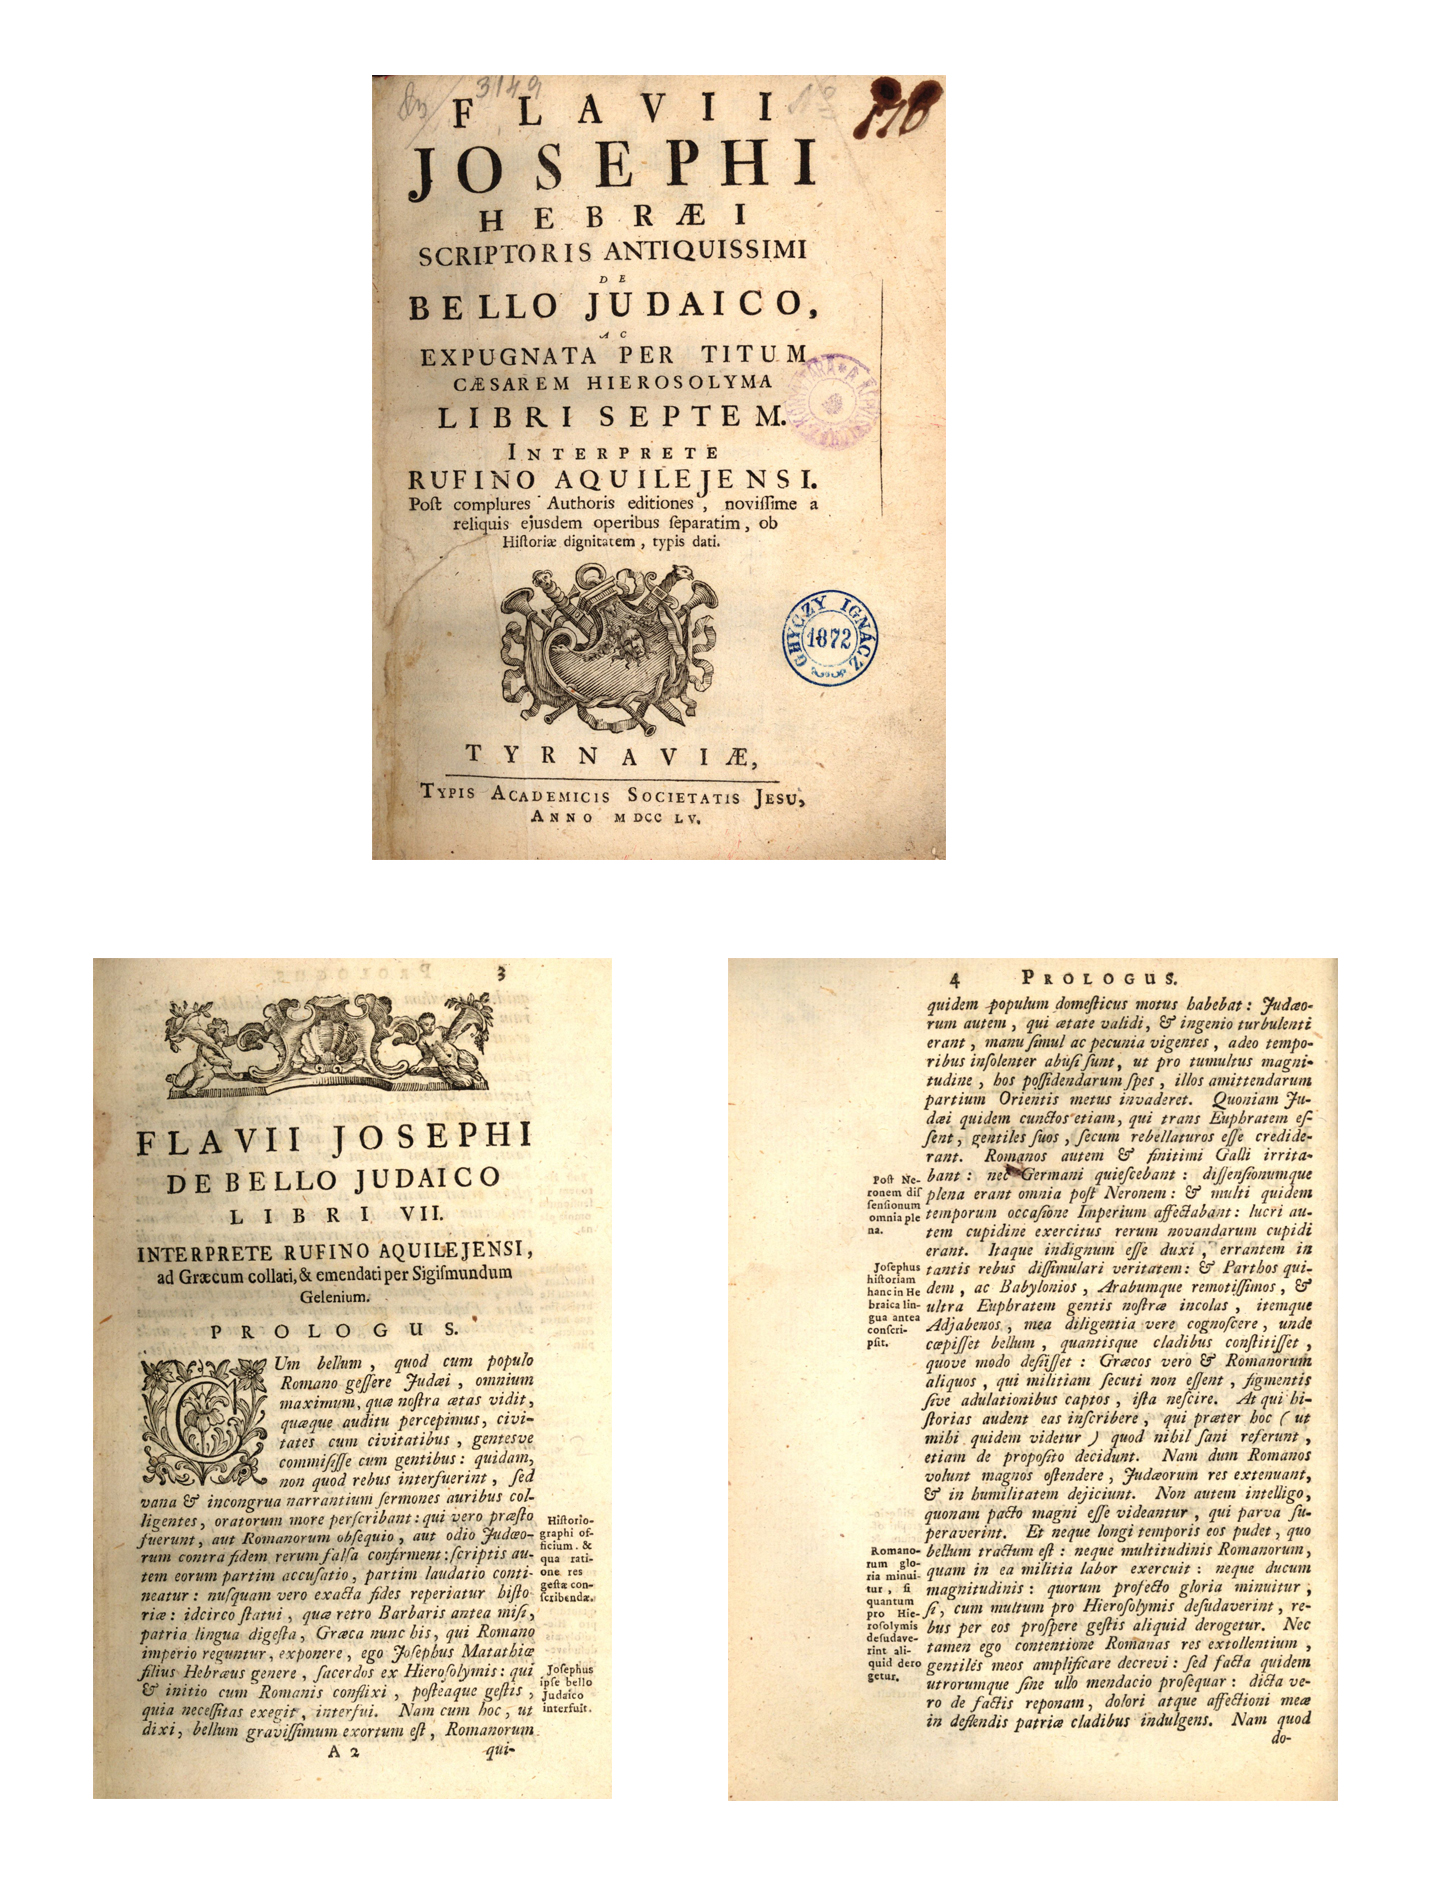 3149
F L A V I I
JOSEPHI
HEBRÆI
SCRIPTORIS ANTIQUISSIMI
DE
BELLO JUDAICO,
AC
EXPUGNATA PER TITUM
CÆSAREM HIEROSOLYMA
LIBRI SEPTEM.
INTERPRETE
RUFINO AQUILEJENSI.
Poſt complures Authoris editiones, noviſſime a
reliquis ejusdem operibus ſeparatim, ob
Hiſtoriæ dignitatem, typis dati.
GHYCZY IGNÁCZ
1872
TYRNAVIÆ,
TYPIS ACADEMICIS SOCIETATIS JESU,
ANNO MDCC LV.
3
FLAVII JOSEPHI
DE BELLO JUDAICO
LIBRI VII.
INTERPRETE RUFINO AQUILEJENSI,
ad Græcum collati, & emendati per Sigiſmundum
Gelenium.
PROLOGUS.
CUm bellum, quod cum populo
Romano geſſere Judæi, omnium
maximum, quæ noſtra ætas vidit,
quæque auditu percepimus, civi-
tates cum civitatibus, gentesve
commiſiſſe cum gentibus: quidam,
non quod rebus interfuerint, ſed
vana & incongrua narrantium ſermones auribus col-
ligentes, oratorum more perſcribant: qui vero præſto
fuerunt, aut Romanorum obſequio, aut odio Judæo-
rum contra fidem rerum falſa confirment: ſcriptis au-
tem eorum partim accuſatio, partim laudatio conti-
neatur: nuſquam vero exacta fides reperiatur hiſto-
riæ: idcirco ſtatui, quæ retro Barbaris antea miſi,
patria lingua digeſta, Græca nunc his, qui Romano
imperio reguntur, exponere, ego Joſephus Matathiæ
filius Hebræus genere, ſacerdos ex Hieroſolymis: qui
& initio cum Romanis conflixi, poſteaque geſtis,
quia neceſſitas exegit, interfui. Nam cum hoc, ut
dixi, bellum graviſſimum exortum eſt, Romanorum
Hiſtorio-
graphi of-
ficium. &
qua rati-
one res
geſtæ con-
ſcribendæ.
Joſephus
ipſe bello
Judaico
interfuit.
A 2
qui-
4
PROLOGUS.
quidem populum domeſticus motus habebat: Judæo-
rum autem, qui ætate validi, & ingenio turbulenti
erant, manu ſimul ac pecunia vigentes, adeo tempo-
ribus inſolenter abuſi ſunt, ut pro tumultus magni-
tudine, hos poſſidendarum ſpes, illos amittendarum
partium Orientis metus invaderet. Quoniam Ju-
dæi quidem cunctos etiam, qui trans Euphratem eſ-
ſent, gentiles ſuos, ſecum rebellaturos eſſe credide-
rant. Romanos autem & finitimi Galli irrita-
bant: nec Germani quieſcebant: diſſenſionumque
plena erant omnia poſt Neronem: & multi quidem
temporum occaſione Imperium affectabant: lucri au-
tem cupidine exercitus rerum novandarum cupidi
erant. Itaque indignum eſſe duxi, errantem in
tantis rebus diſſimulari veritatem: & Parthos qui-
dem, ac Babylonios, Arabumque remotiſſimos, &
ultra Euphratem gentis noſtræ incolas, itemque
Adjabenos, mea diligentia vere cognoſcere, unde
cæpiſſet bellum, quantisque cladibus conſtitiſſet,
quove modo deſiiſſet: Græcos vero & Romanorum
aliquos, qui militiam ſecuti non eſſent, figmentis
ſive adulationibus captos, iſta neſcire. At qui hi-
ſtorias audent eas inſcribere, qui præter hoc (ut
mihi quidem videtur) quod nihil ſani referunt,
etiam de propoſito decidunt. Nam dum Romanos
volunt magnos oſtendere, Judæorum res extenuant,
& in humilitatem dejiciunt. Non autem intelligo,
quonam pacto magni eſſe videantur, qui parva ſu-
peraverint. Et neque longi temporis eos pudet, quo
bellum tractum eſt: neque multitudinis Romanorum,
quam in ea militia labor exercuit: neque ducum
magnitudinis: quorum profecto gloria minuitur,
ſi, cum multum pro Hieroſolymis deſudaverint, re-
bus per eos proſpere geſtis aliquid derogetur. Nec
tamen ego contentione Romanas res extollentium,
gentiles meos amplificare decrevi: ſed facta quidem
utrorumque ſine ullo mendacio proſequar: dicta ve-
ro de factis reponam, dolori atque affectioni meæ
in deflendis patriæ cladibus indulgens. Nam quod
Poſt Ne-
ronem diſ
ſenſionum
omnia ple
na.
Joſephus
hiſtoriam
hanc in He
braica lin-
gua antea
conſcri-
pſit.
Romano-
rum glo-
ria minui-
tur, ſi
quantum
pro Hie-
roſolymis
deſudave-
rint ali-
quid dero
getur.
do-